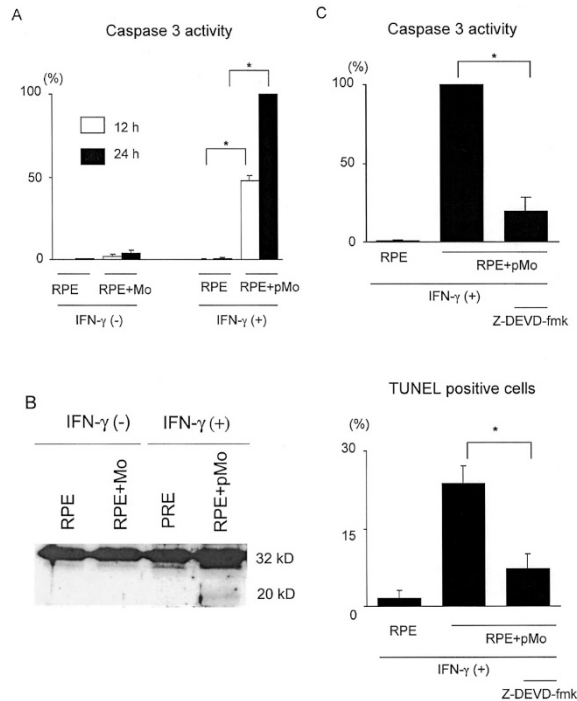 A
Caspase 3 activity
(%)
100
50
0
12 h
24 h
*
*
RPE
RPE+Mo
RPE
RPE+pMo
IFN-γ (-)
IFN-γ (+)
B
IFN-γ (-)
IFN-γ (+)
RPE
RPE+Mo
PRE
RPE+pMo
32 kD
20 kD
C
Caspase 3 activity
(%)
100
50
0
*
RPE
RPE+pMo
IFN-γ (+)
Z-DEVD-fmk
TUNEL positive cells
(%)
30
15
0
*
RPE
RPE+pMo
IFN-γ (+)
Z-DEVD-fmk